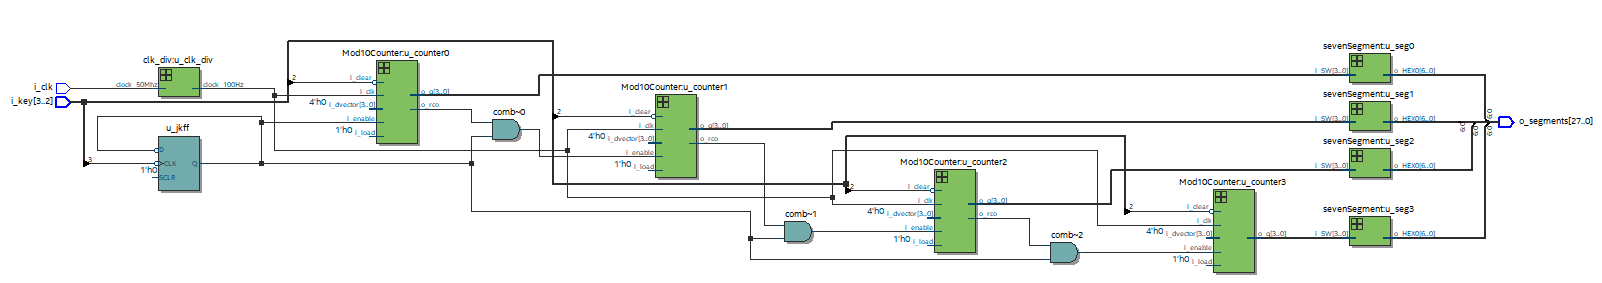 i_clk
i_key[3..2]
clk_div:u_clk_div
clock_50Mhz
clock_100Hz
u_jkff
D
CLK
SCLR
Q
3
1'h0
Mod10Counter:u_counter0
2
i_clear
i_clk
4'h0
i_dvector[3..0]
i_enable
1'h0
i_load
o_q[3..0]
o_rco
comb~0
Mod10Counter:u_counter1
2
i_clear
i_clk
4'h0
i_dvector[3..0]
i_enable
1'h0
i_load
o_q[3..0]
o_rco
comb~1
Mod10Counter:u_counter2
2
i_clear
i_clk
4'h0
i_dvector[3..0]
i_enable
1'h0
i_load
o_q[3..0]
o_rco
comb~2
Mod10Counter:u_counter3
2
i_clear
i_clk
4'h0
i_dvector[3..0]
i_enable
1'h0
i_load
o_q[3..0]
sevenSegment:u_seg0
i_SW[3..0]
o_HEX0[6..0]
sevenSegment:u_seg1
i_SW[3..0]
o_HEX0[6..0]
sevenSegment:u_seg2
i_SW[3..0]
o_HEX0[6..0]
sevenSegment:u_seg3
i_SW[3..0]
o_HEX0[6..0]
6:0
6:0
6:0
6:0
o_segments[27..0]